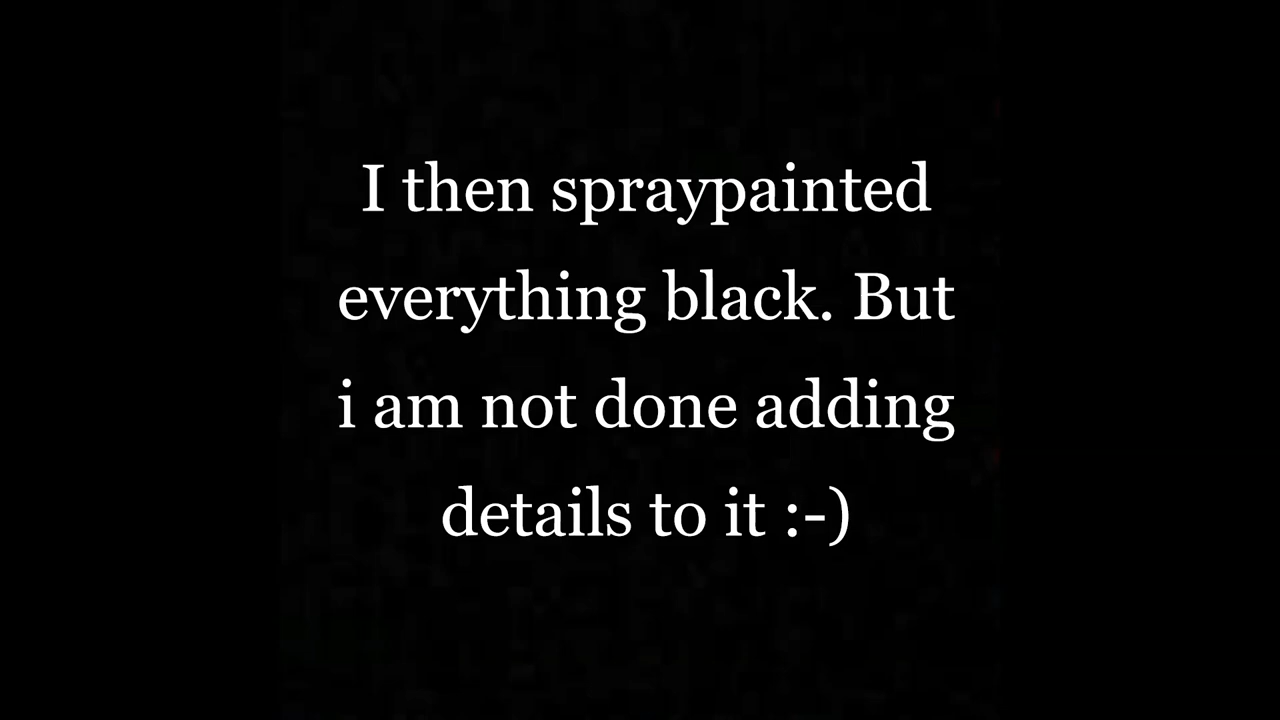 I then spraypainted
everything black. But
i am not done adding
details to it :-)